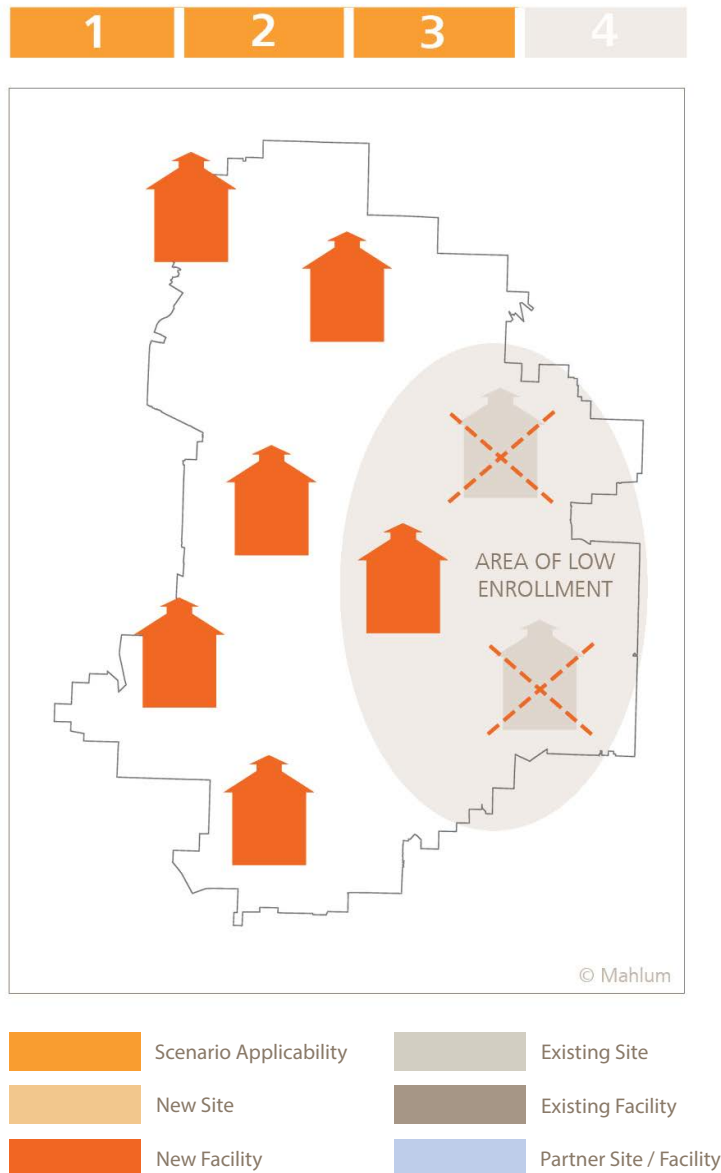 1 2 3 4
AREA OF LOW
ENROLLMENT
© Mahlum
Scenario Applicability
New Site
New Facility
Existing Site
Existing Facility
Partner Site / Facility